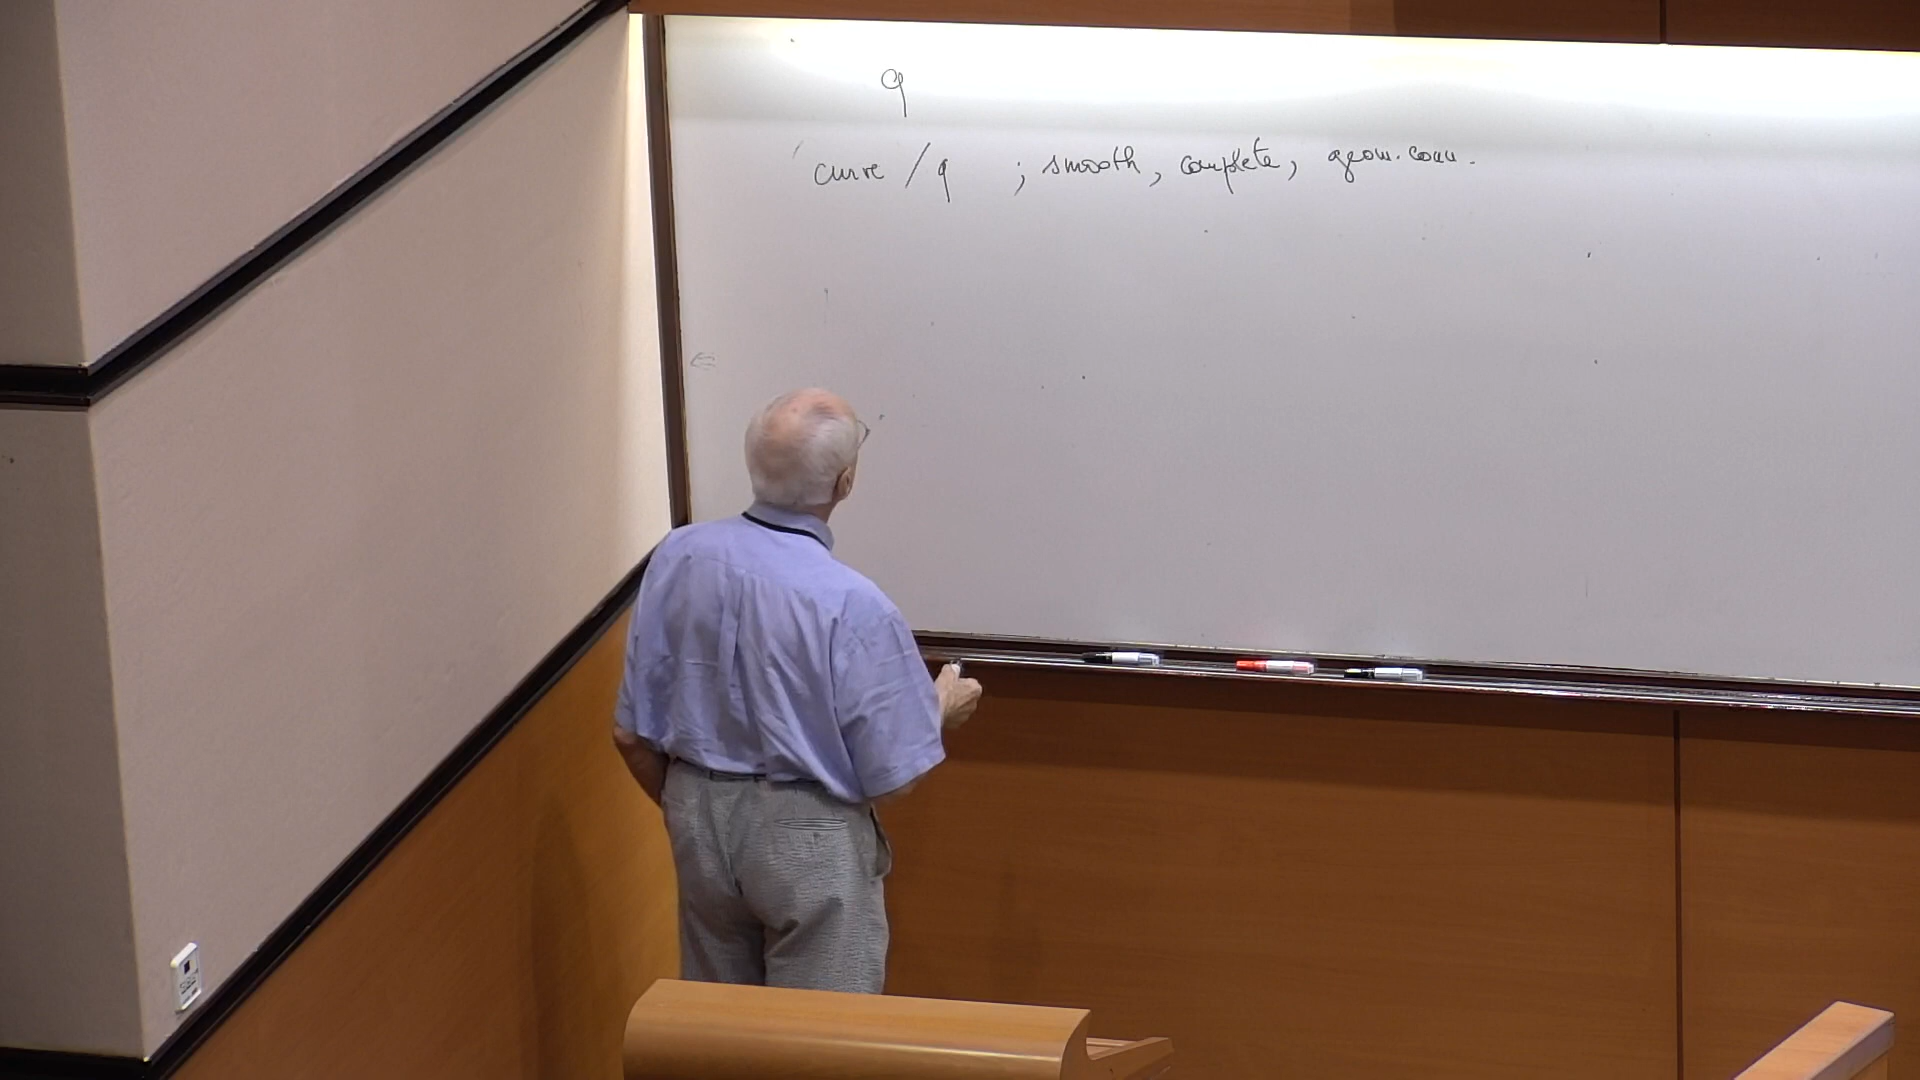 q
curve / q ; smooth, complete, geom. conn.